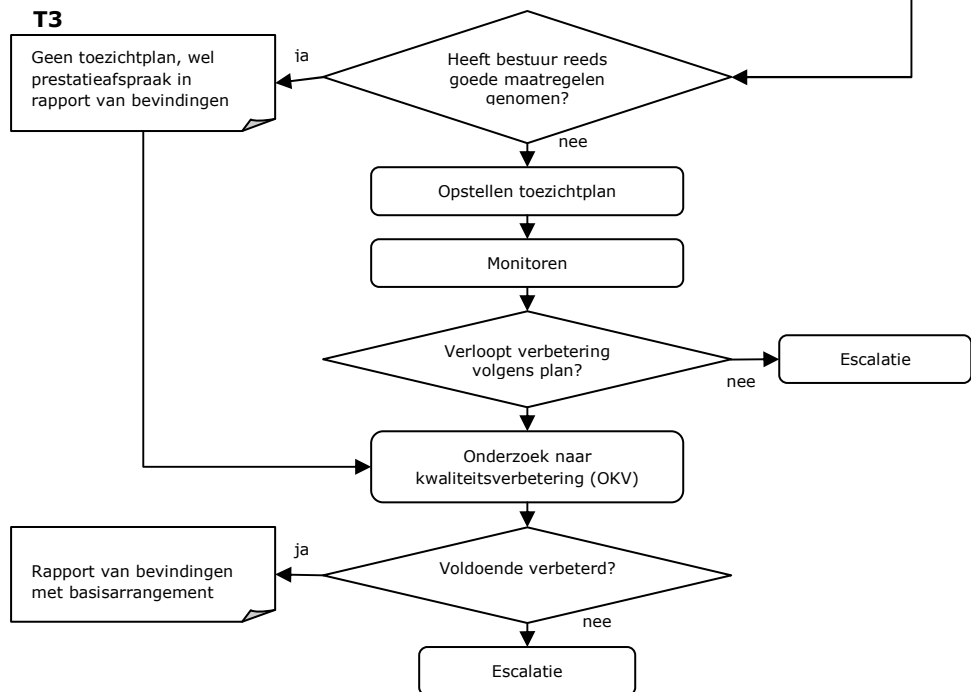 T3
Geen toezichtplan, wel
prestatieafspraak in
rapport van bevindingen
ja
Heeft bestuur reeds
goede maatregelen
genomen?
nee
Opstellen toezichtplan
Monitoren
Verloopt verbetering
volgens plan?
nee
Escalatie
Onderzoek naar
kwaliteitsverbetering (OKV)
Rapport van bevindingen
met basisarrangement
ja
Voldoende verbeterd?
nee
Escalatie